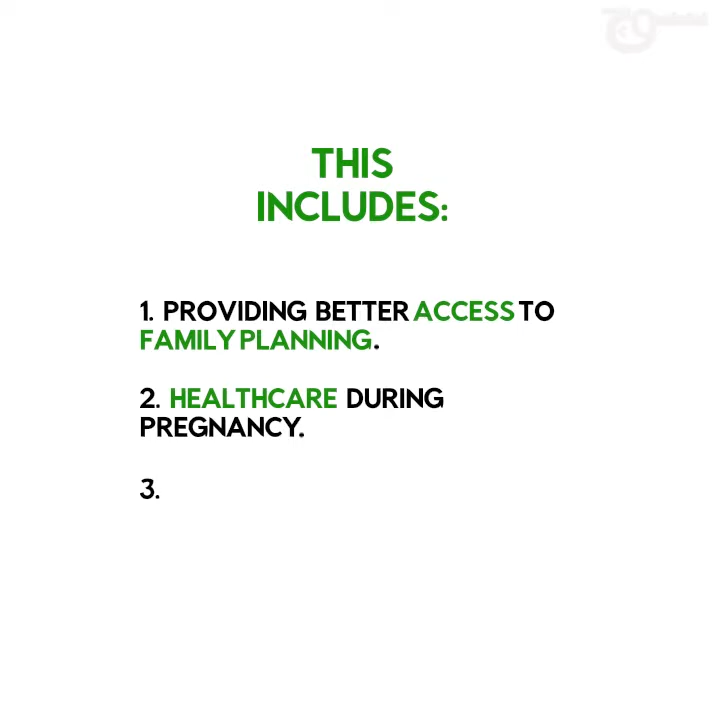 THIS
INCLUDES:
1. PROVIDING BETTER ACCESS TO
FAMILY PLANNING.
2. HEALTHCARE DURING
PREGNANCY.
3.